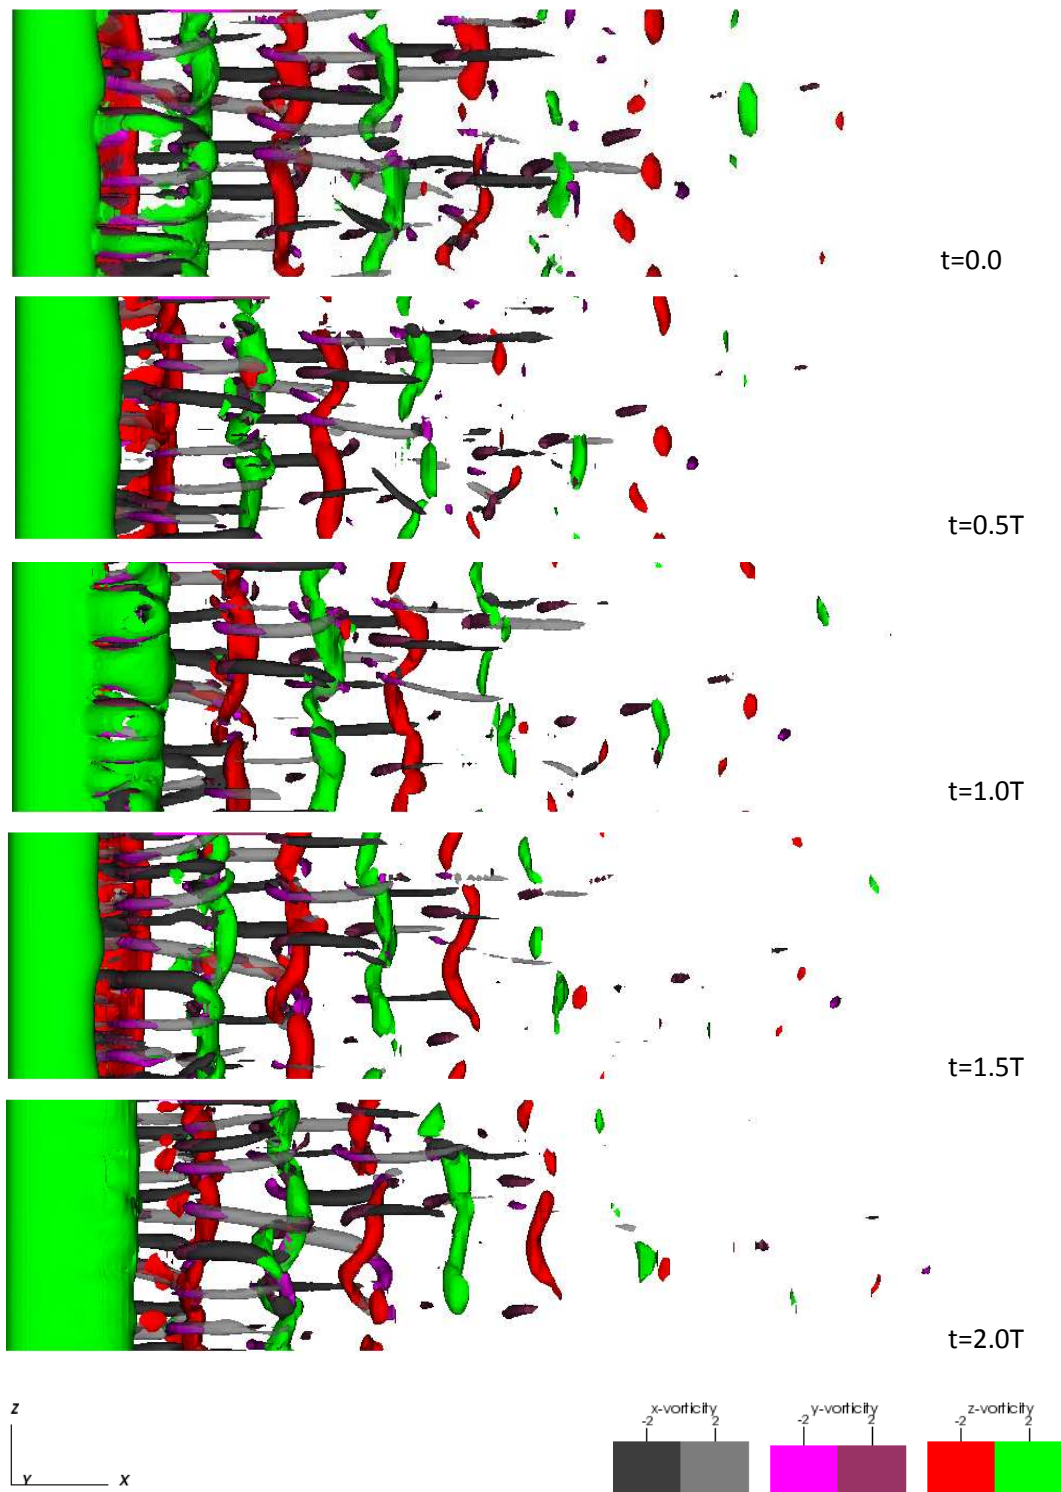 t=0.0
t=0.5T
t=1.0T
t=1.5T
t=2.0T
z
Y x
x-vorticity y-vorticity z-vorticity
-2 2 -2 2 -2 2